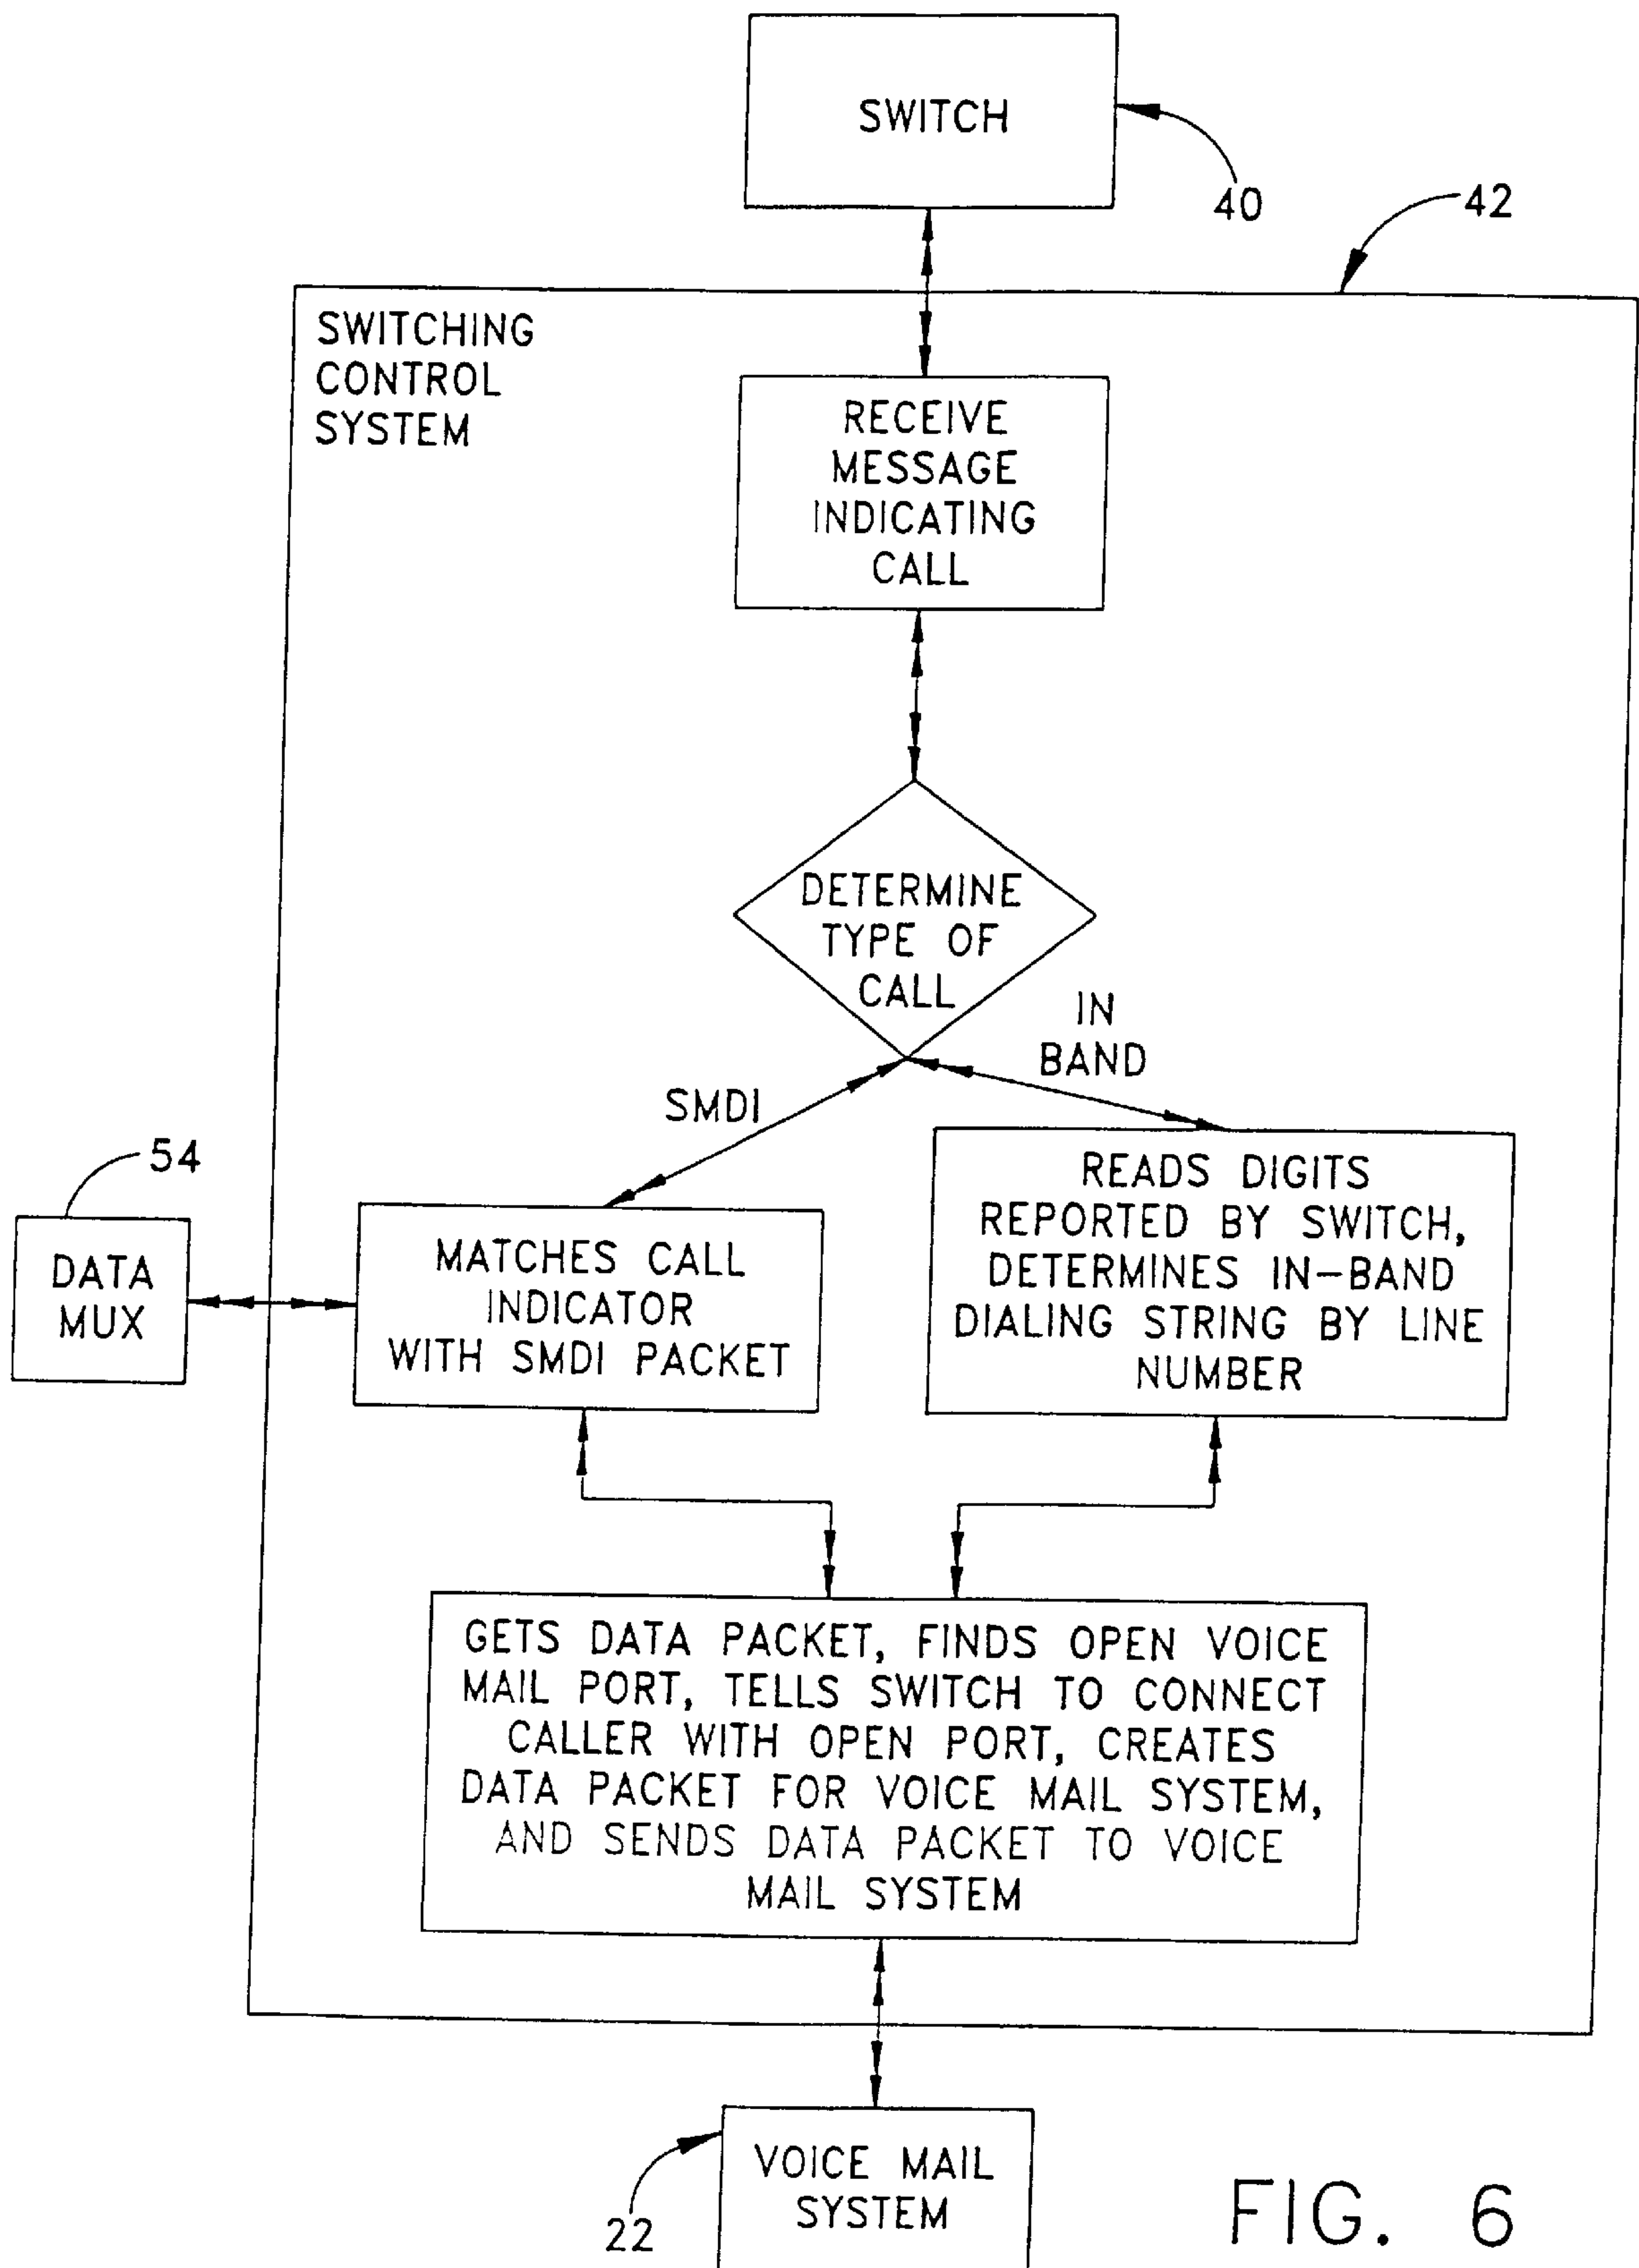 SWITCH
40
42
SWITCHING
CONTROL
SYSTEM
RECEIVE
MESSAGE
INDICATING
CALL
DETERMINE
TYPE OF
CALL
IN
BAND
SMDI
54
DATA
MUX
MATCHES CALL
INDICATOR
WITH SMDI PACKET
READS DIGITS
REPORTED BY SWITCH,
DETERMINES IN-BAND
DIALING STRING BY LINE
NUMBER
GETS DATA PACKET, FINDS OPEN VOICE
MAIL PORT, TELLS SWITCH TO CONNECT
CALLER WITH OPEN PORT, CREATES
DATA PACKET FOR VOICE MAIL SYSTEM,
AND SENDS DATA PACKET TO VOICE
MAIL SYSTEM
VOICE MAIL
SYSTEM
22
FIG. 6